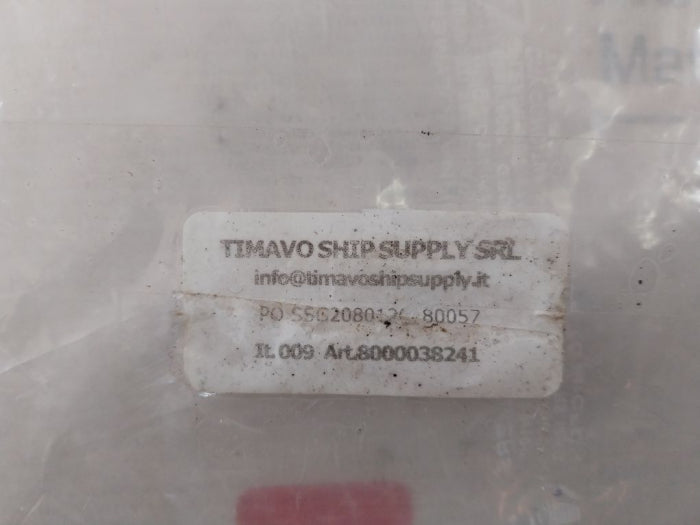 TIMAVO SHIP SUPPLY SRL
info@timavoshipsupply.it
PO 80057
It. 009 Art.8000038241